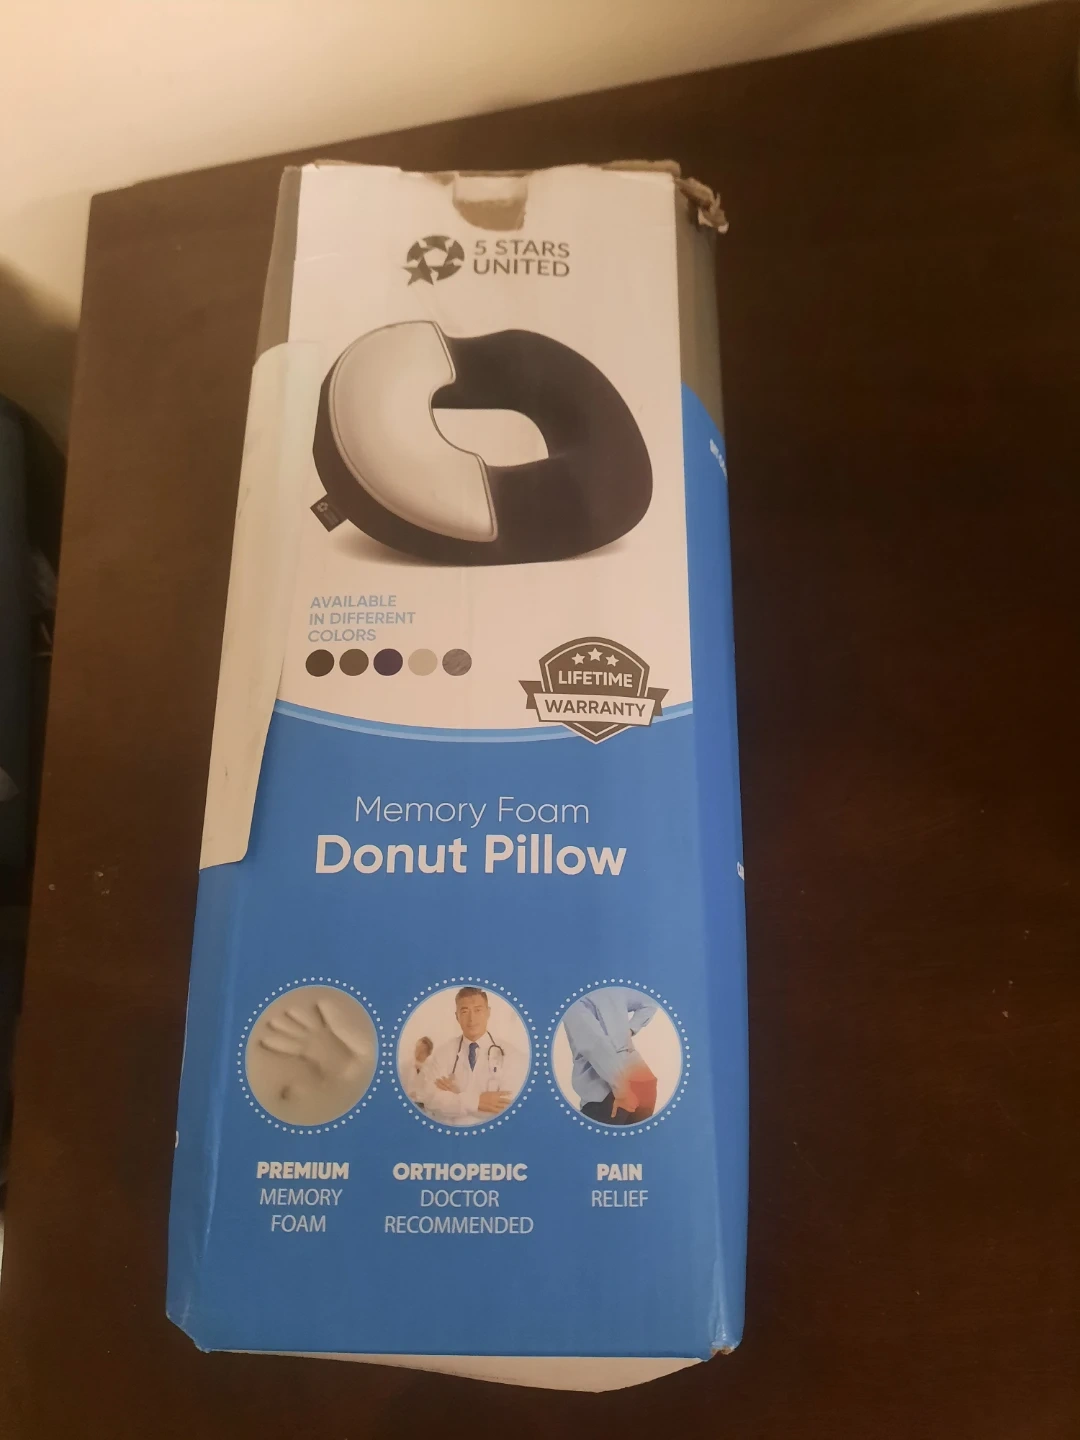 5 STARS
UNITED
AVAILABLE
IN DIFFERENT
COLORS
LIFETIME
WARRANTY
Memory Foam
Donut Pillow
PREMIUM
MEMORY
FOAM
ORTHOPEDIC
DOCTOR
RECOMMENDED
PAIN
RELIEF